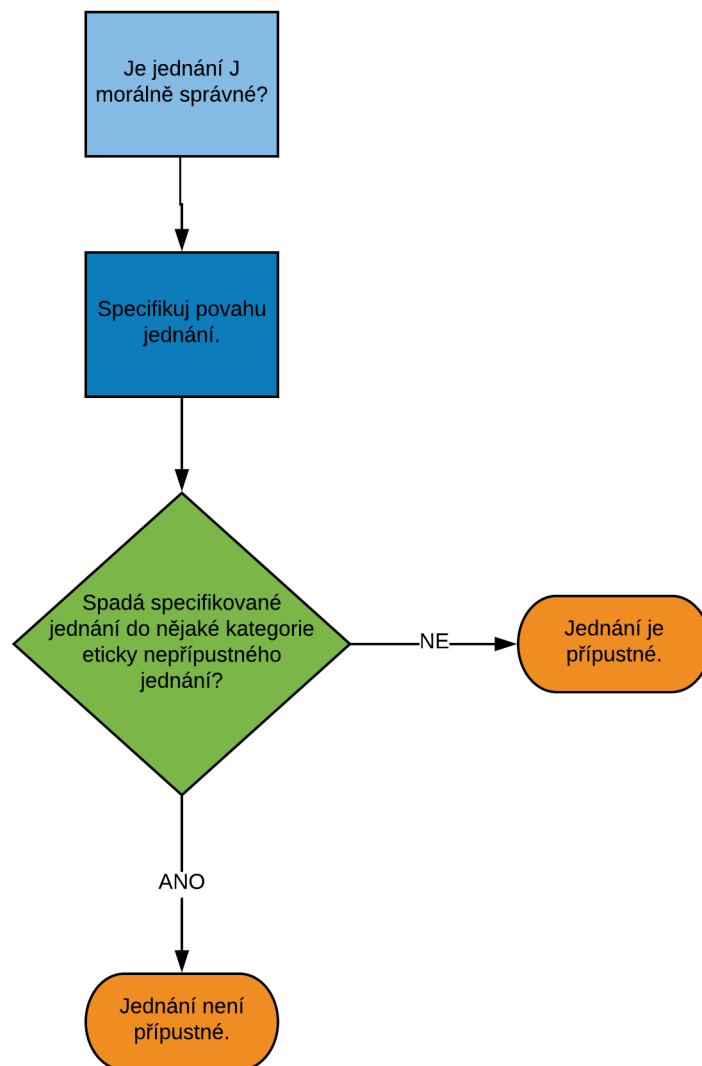 Je jednání J
morálně správné?
Specifikuj povahu
jednání.
Spadá specifikované
jednání do nějaké kategorie
eticky nepřípustného
jednání?
NE
Jednání je
přípustné.
ANO
Jednání není
přípustné.